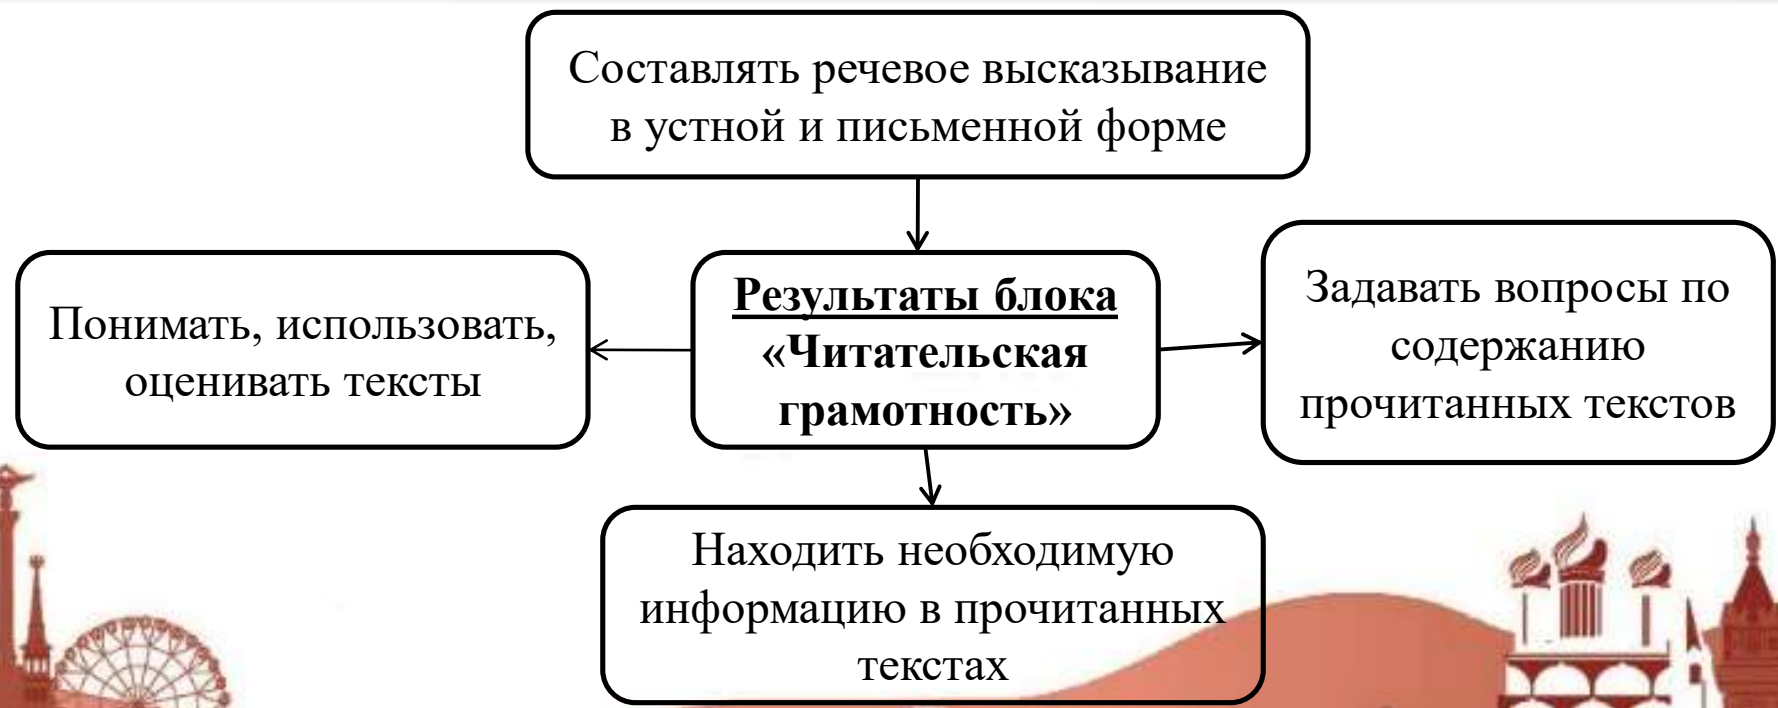 Составлять речевое высказывание
в устной и письменной форме
Понимать, использовать,
оценивать тексты
Результаты блока
«Читательская
грамотность»
Задавать вопросы по
содержанию
прочитанных текстов
Находить необходимую
информацию в прочитанных
текстах